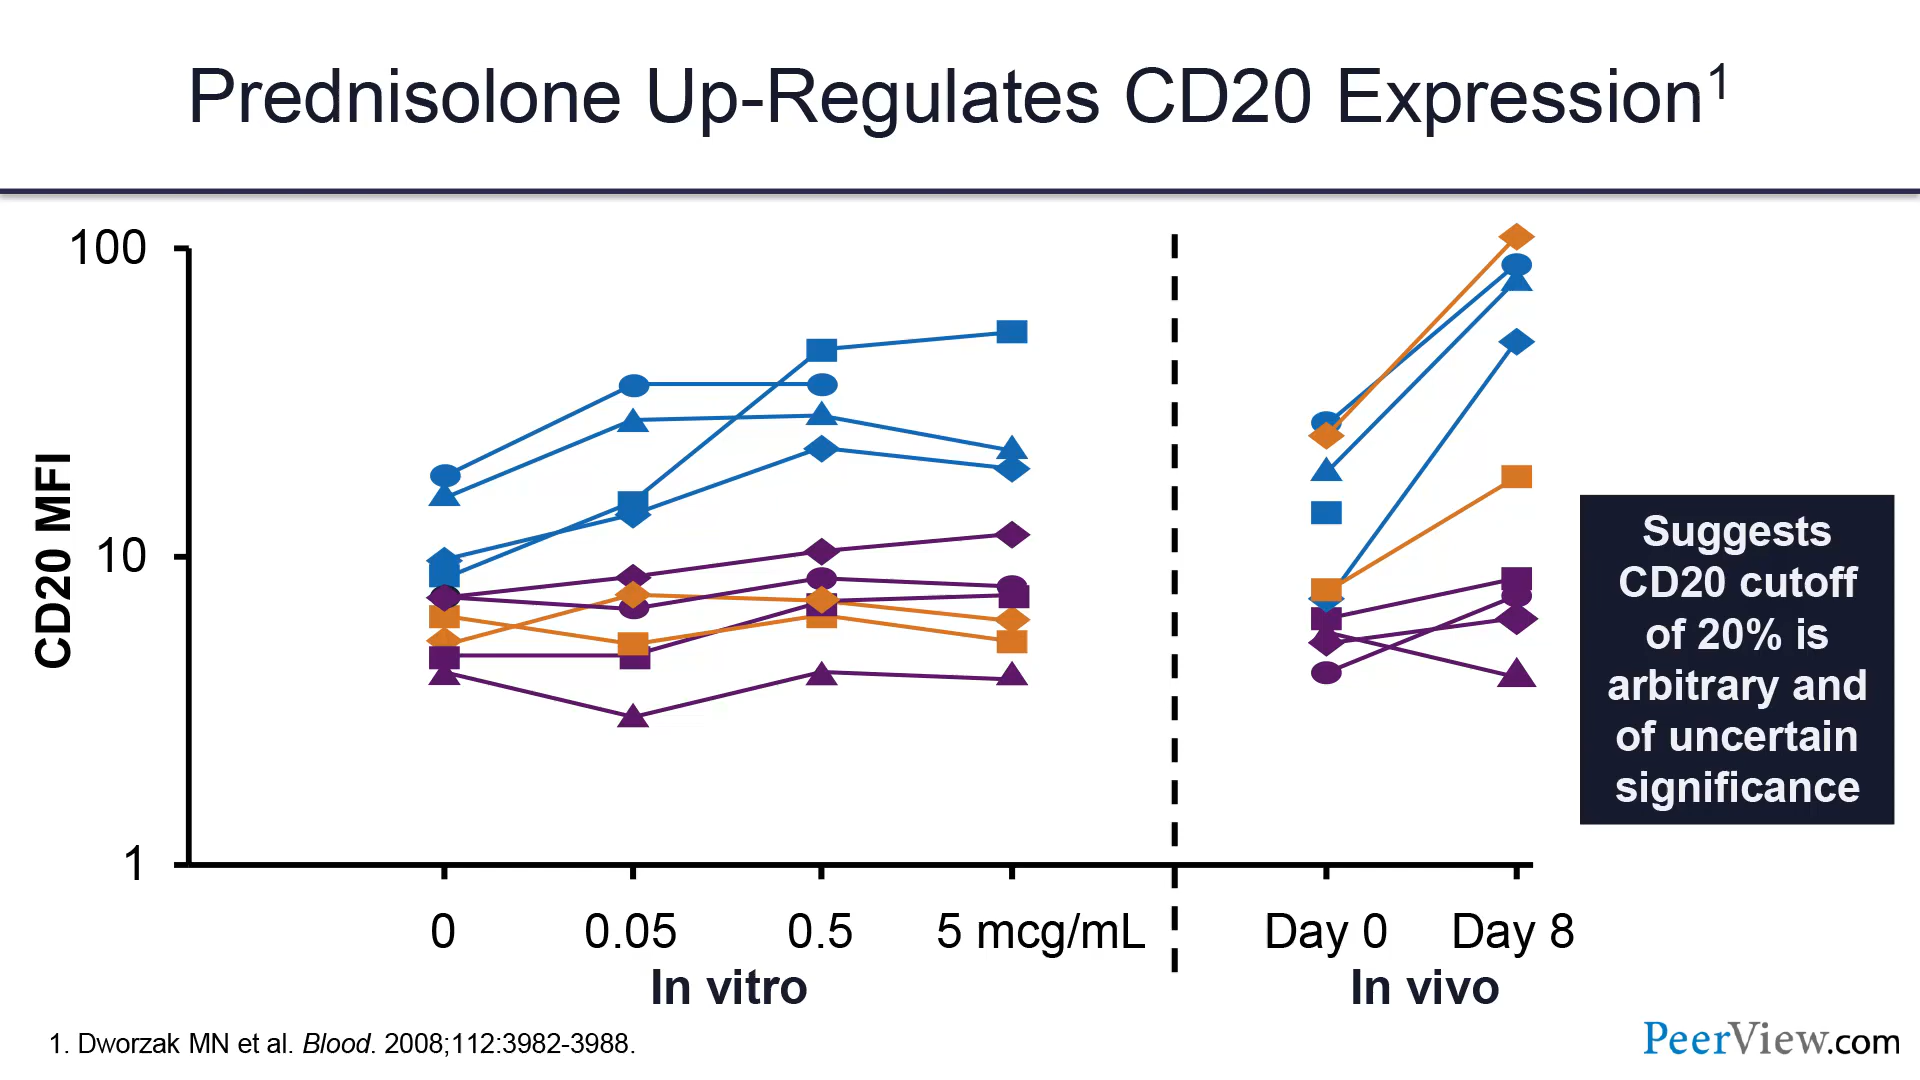 Prednisolone Up-Regulates CD20 Expression1
100
10
1
CD20 MFI
0 0.05 0.5 5 mcg/mL Day 0 Day 8
In vitro In vivo
Suggests
CD20 cutoff
of 20% is
arbitrary and
of uncertain
significance
1. Dworzak MN et al. Blood. 2008;112:3982-3988.
PeerView.com